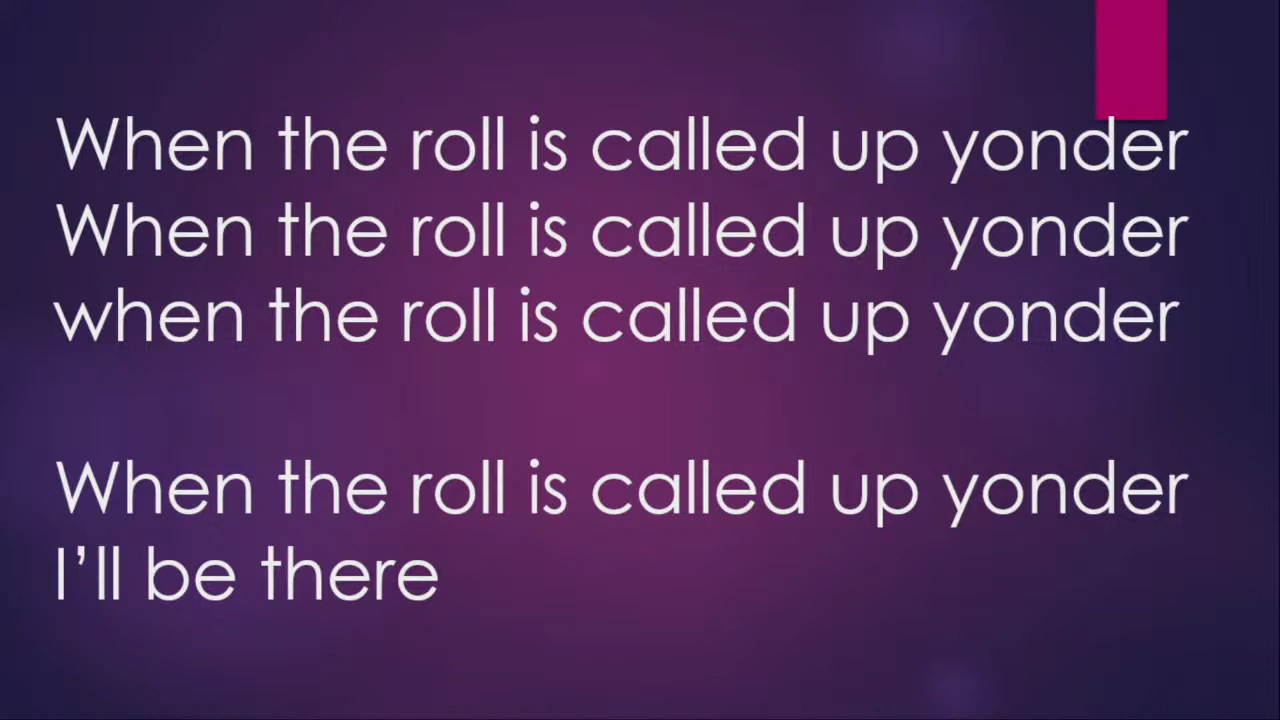 When the roll is called up yonder
When the roll is called up yonder
when the roll is called up yonder
When the roll is called up yonder
I’ll be there